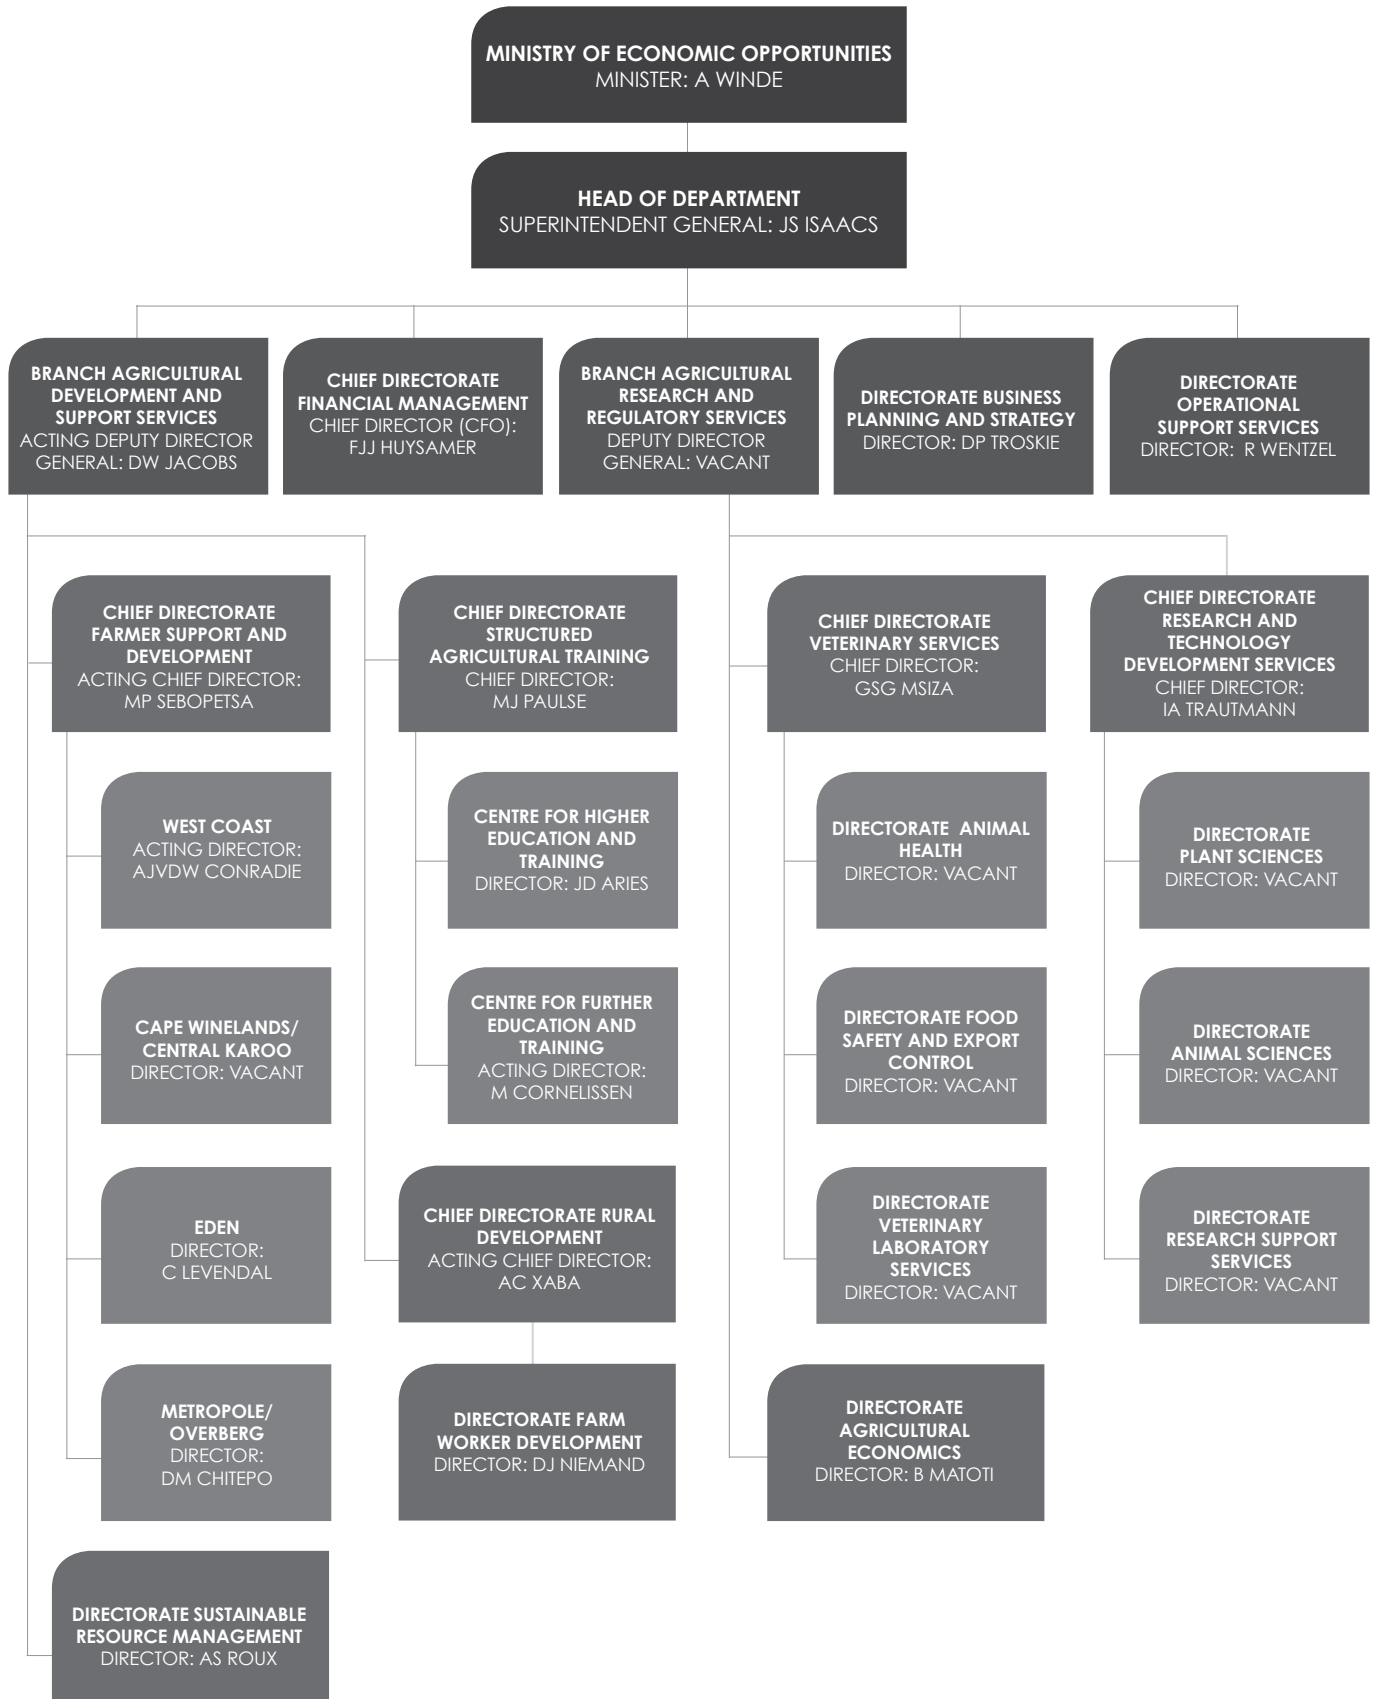 MINISTRY OF ECONOMIC OPPORTUNITIES
MINISTER: A WINDE
HEAD OF DEPARTMENT
SUPERINTENDENT GENERAL: JS ISAACS
BRANCH AGRICULTURAL
DEVELOPMENT AND
SUPPORT SERVICES
ACTING DEPUTY DIRECTOR
GENERAL: DW JACOBS
CHIEF DIRECTORATE
FINANCIAL MANAGEMENT
CHIEF DIRECTOR (CFO):
FJJ HUYSAMER
BRANCH AGRICULTURAL
RESEARCH AND
REGULATORY SERVICES
DEPUTY DIRECTOR
GENERAL: VACANT
DIRECTORATE BUSINESS
PLANNING AND STRATEGY
DIRECTOR: DP TROSKIE
DIRECTORATE
OPERATIONAL
SUPPORT SERVICES
DIRECTOR: R WENTZEL
CHIEF DIRECTORATE
FARMER SUPPORT AND
DEVELOPMENT
ACTING CHIEF DIRECTOR:
MP SEBOPETSA
CHIEF DIRECTORATE
STRUCTURED
AGRICULTURAL TRAINING
CHIEF DIRECTOR:
MJ PAULSE
CHIEF DIRECTORATE
VETERINARY SERVICES
CHIEF DIRECTOR:
GSG MSIZA
CHIEF DIRECTORATE
RESEARCH AND
TECHNOLOGY
DEVELOPMENT SERVICES
CHIEF DIRECTOR:
IA TRAUTMANN
WEST COAST
ACTING DIRECTOR:
AJVDW CONRADIE
CENTRE FOR HIGHER
EDUCATION AND
TRAINING
DIRECTOR: JD ARIES
DIRECTORATE ANIMAL
HEALTH
DIRECTOR: VACANT
DIRECTORATE
PLANT SCIENCES
DIRECTOR: VACANT
CAPE WINELANDS/
CENTRAL KAROO
DIRECTOR: VACANT
CENTRE FOR FURTHER
EDUCATION AND
TRAINING
ACTING DIRECTOR:
M CORNELISSEN
DIRECTORATE FOOD
SAFETY AND EXPORT
CONTROL
DIRECTOR: VACANT
DIRECTORATE
ANIMAL SCIENCES
DIRECTOR: VACANT
EDEN
DIRECTOR:
C LEVENDAL
CHIEF DIRECTORATE RURAL
DEVELOPMENT
ACTING CHIEF DIRECTOR:
AC XABA
DIRECTORATE
VETERINARY
LABORATORY
SERVICES
DIRECTOR: VACANT
DIRECTORATE
RESEARCH SUPPORT
SERVICES
DIRECTOR: VACANT
METROPOLE/
OVERBERG
DIRECTOR:
DM CHITEPO
DIRECTORATE FARM
WORKER DEVELOPMENT
DIRECTOR: DJ NIEMAND
DIRECTORATE
AGRICULTURAL
ECONOMICS
DIRECTOR: B MATOTI
DIRECTORATE SUSTAINABLE
RESOURCE MANAGEMENT
DIRECTOR: AS ROUX